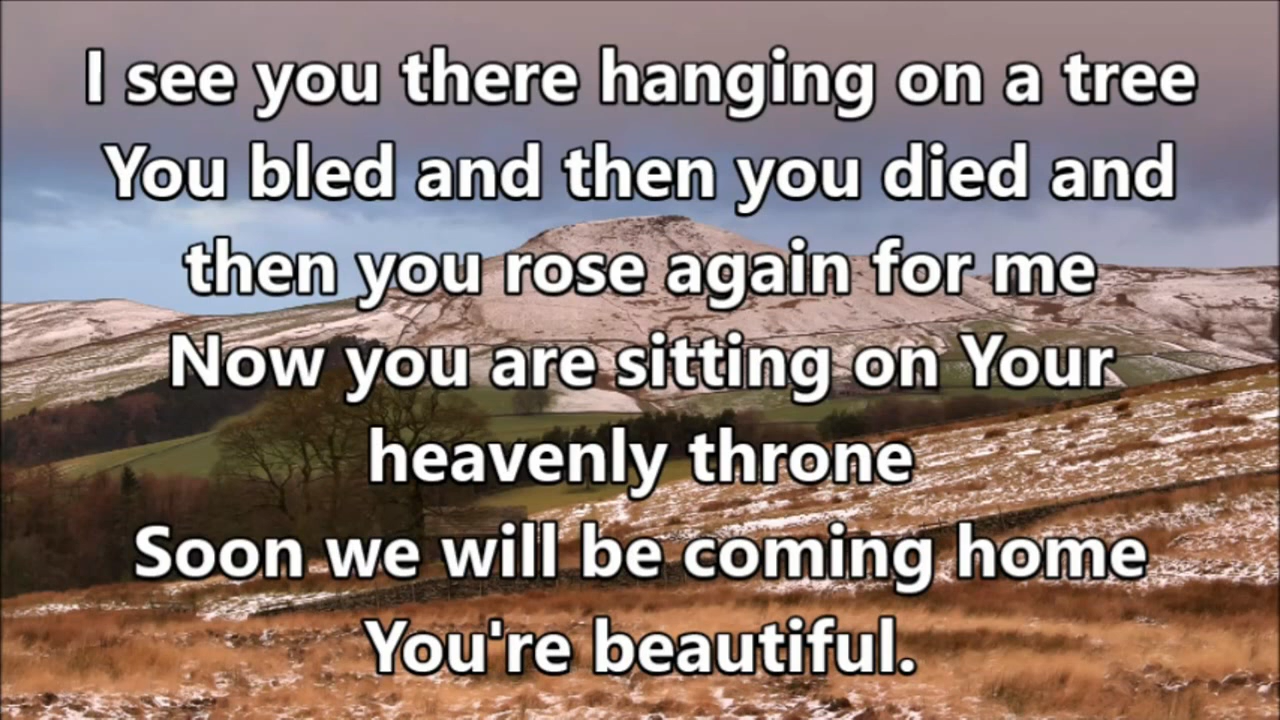 I see you there hanging on a tree
You bled and then you died and
then you rose again for me
Now you are sitting on Your
heavenly throne
Soon we will be coming home
You're beautiful.